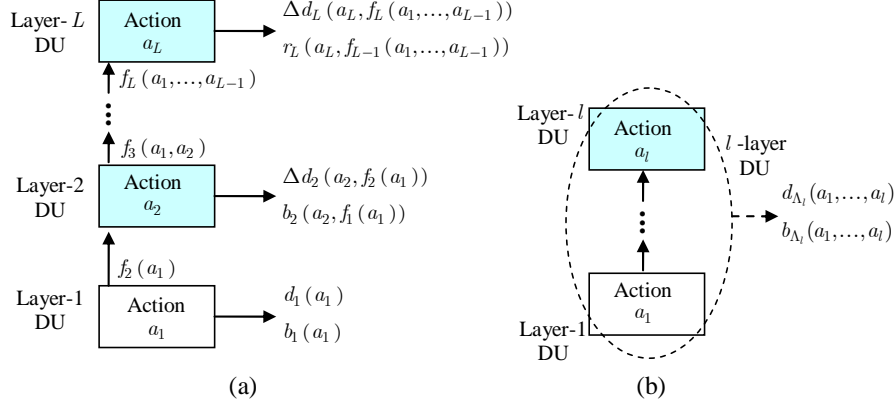 Layer- L
DU
Action
a_L
Δd_L(a_L, f_L(a_1,...,a_{L-1}))
r_L(a_L, f_{L-1}(a_1,...,a_{L-1}))
f_L(a_1,...,a_{L-1})
f_3(a_1,a_2)
Layer-2
DU
Action
a_2
Δd_2(a_2, f_2(a_1))
b_2(a_2, f_1(a_1))
f_2(a_1)
Layer-1
DU
Action
a_1
d_1(a_1)
b_1(a_1)
(a)
Layer- l
DU
Action
a_l
l -layer
DU
d_{Λ_l}(a_1,...,a_l)
b_{Λ_l}(a_1,...,a_l)
Action
a_1
Layer-1
DU
(b)